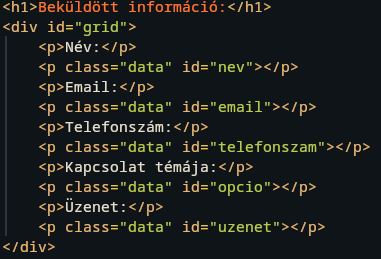 <h1>Beküldött információ:</h1>
<div id="grid">
<p>Név:</p>
<p class="data" id="nev"></p>
<p>Email:</p>
<p class="data" id="email"></p>
<p>Telefonszám:</p>
<p class="data" id="telefonszam"></p>
<p>Kapcsolat témája:</p>
<p class="data" id="opcio"></p>
<p>Üzenet:</p>
<p class="data" id="uzenet"></p>
</div>